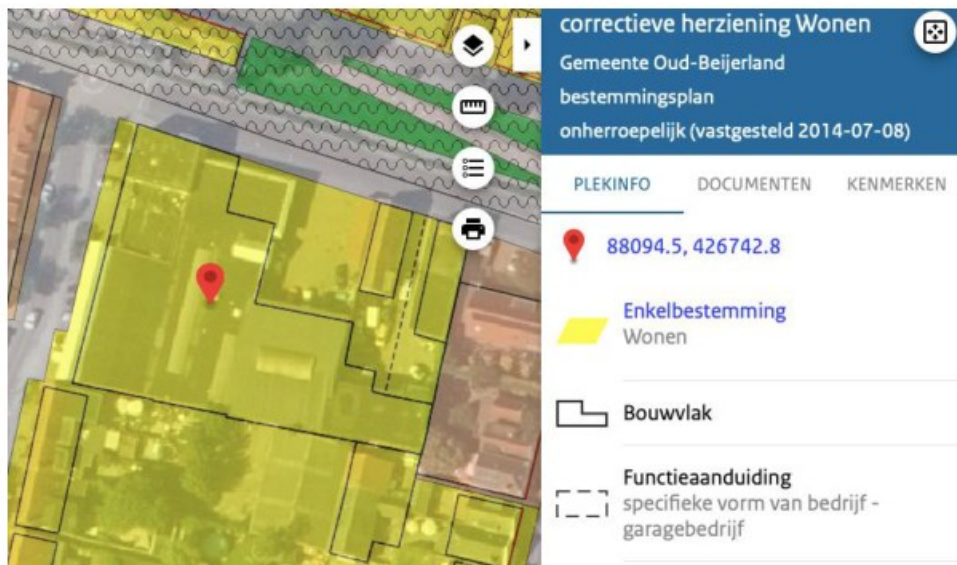 correctieve herziening Wonen
Gemeente Oud-Beijerland
bestemmingsplan
onherroepelijk (vastgesteld 2014-07-08)
PLEKINFO DOCUMENTEN KENMERKEN
88094.5, 426742.8
Enkelbestemming
Wonen
Bouwvlak
Functieaanduiding
specifieke vorm van bedrijf -
garagebedrijf